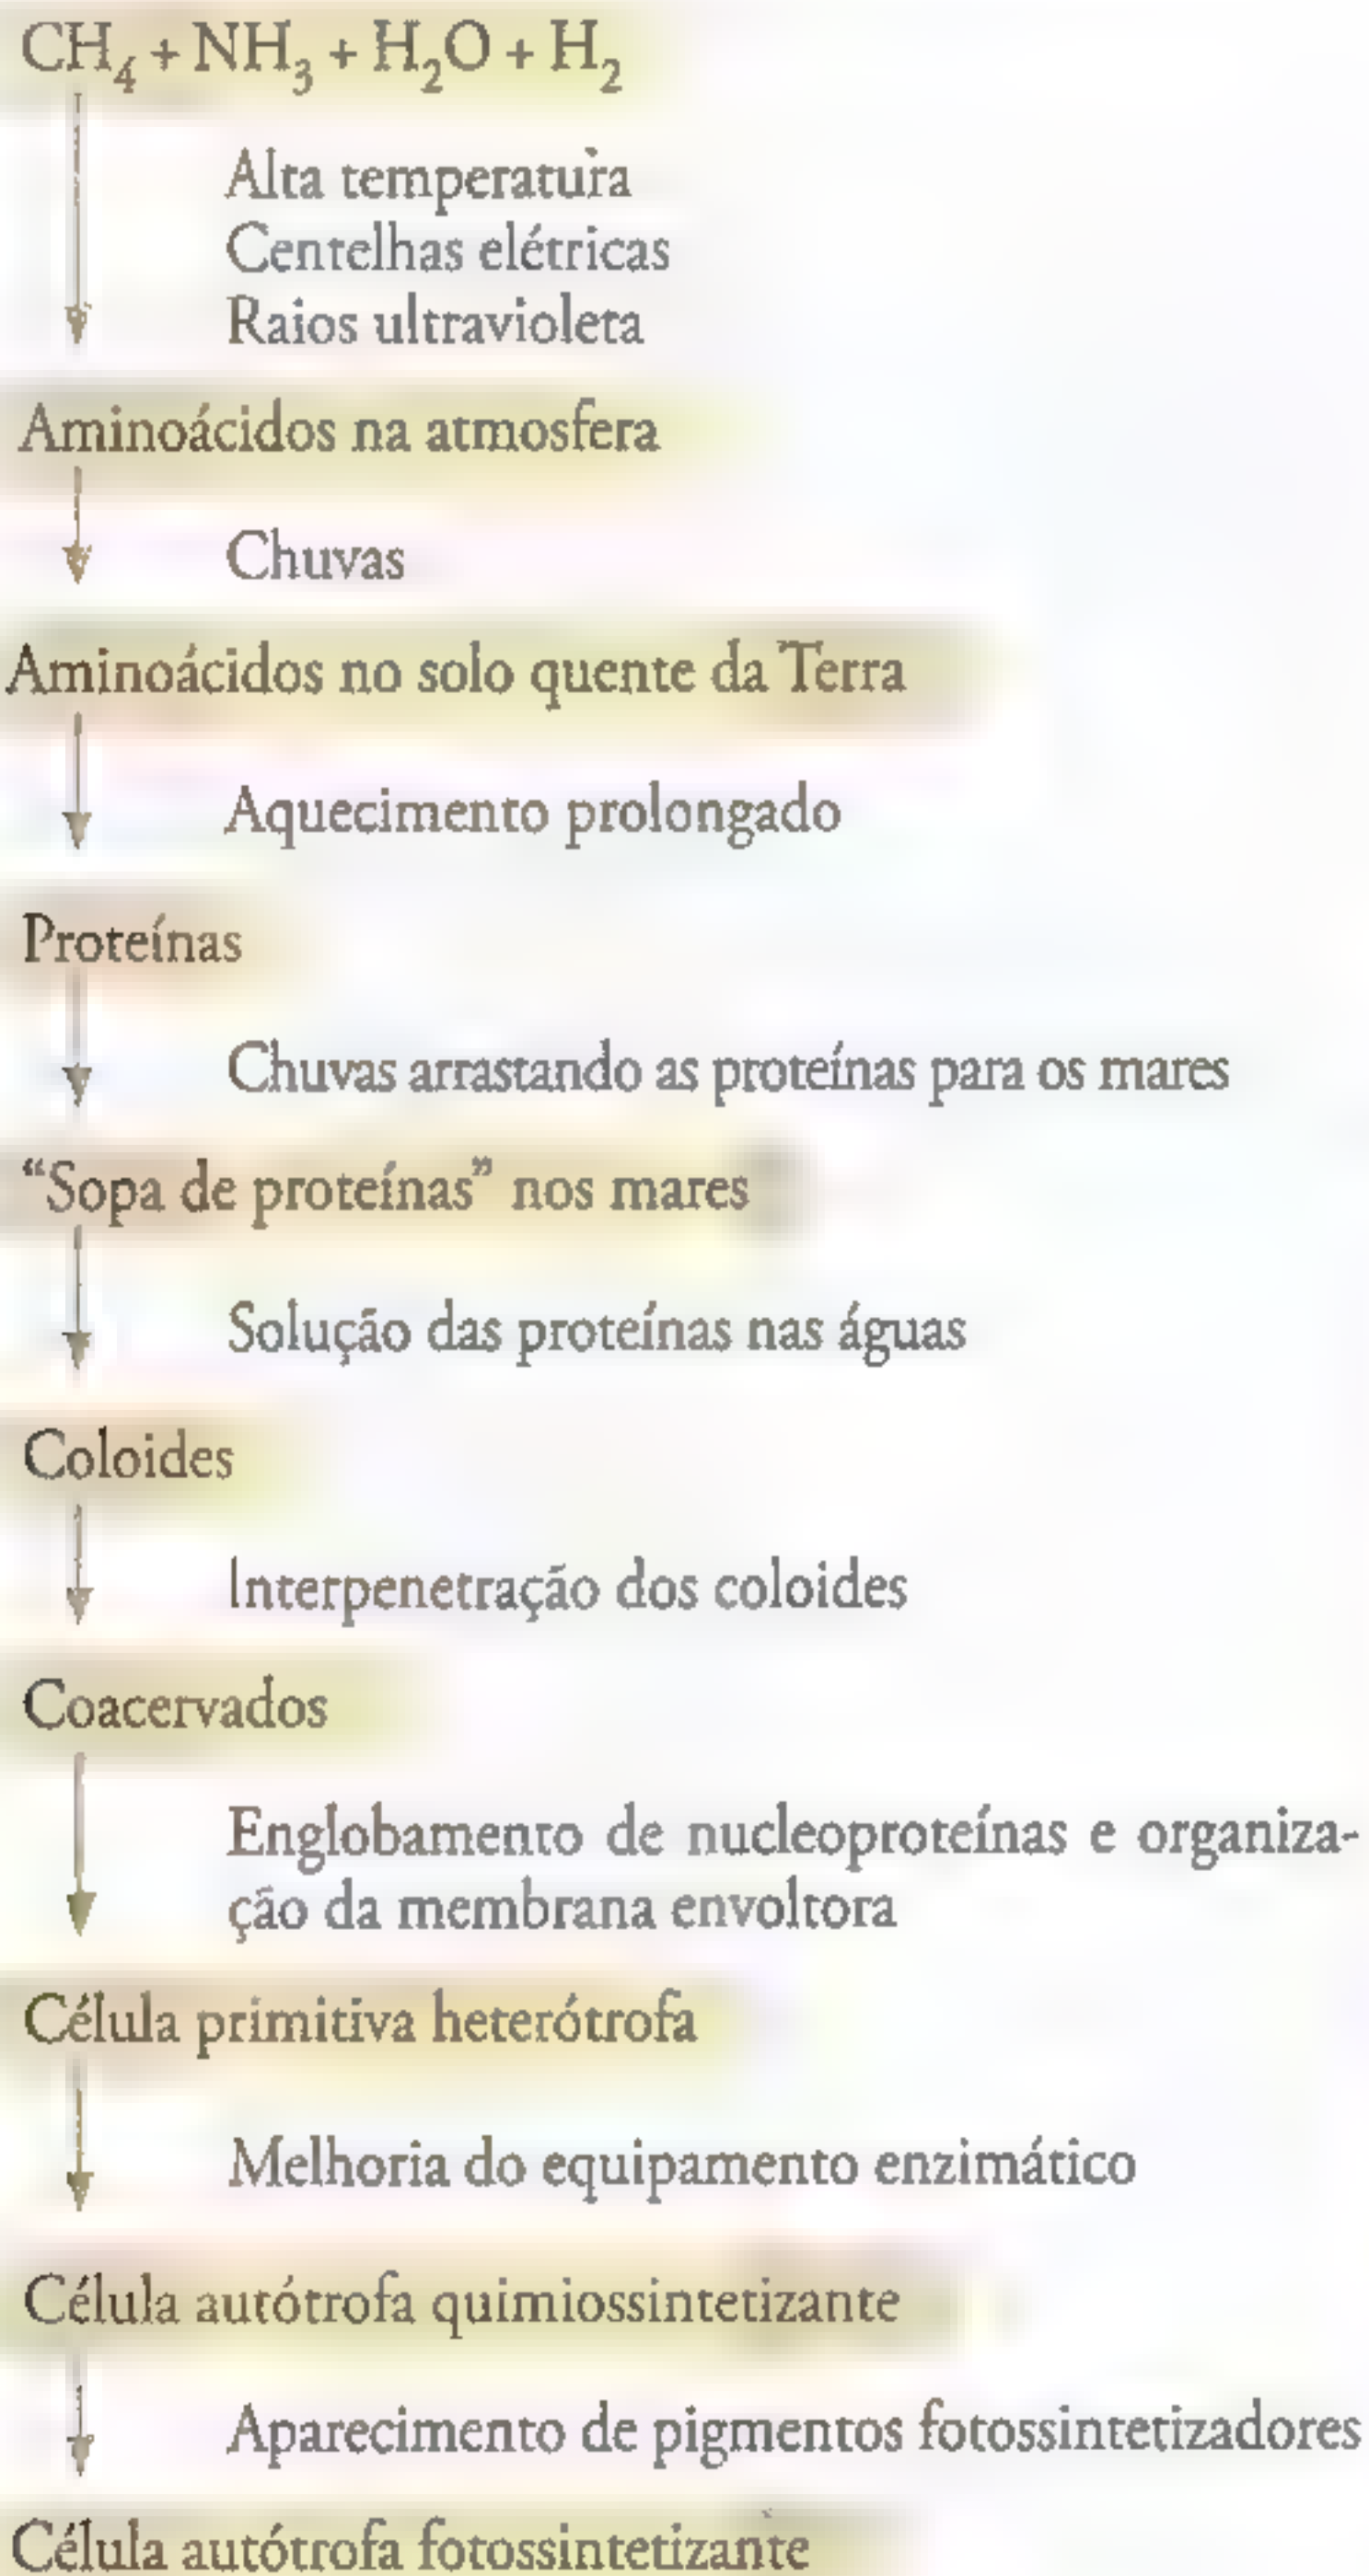 CH₄ + NH₃ + H₂O + H₂
Alta temperatura
Centelhas elétricas
Raios ultravioleta
Aminoácidos na atmosfera
Chuvas
Aminoácidos no solo quente da Terra
Aquecimento prolongado
Proteínas
Chuvas arrastando as proteínas para os mares
“Sopa de proteínas” nos mares
Solução das proteínas nas águas
Coloides
Interpenetração dos coloides
Coacervados
Englobamento de nucleoproteínas e organiza-
ção da membrana envoltora
Célula primitiva heterótrofa
Melhoria do equipamento enzimático
Célula autótrofa quimiossintetizante
Aparecimento de pigmentos fotossintetizadores
Célula autótrofa fotossintetizante